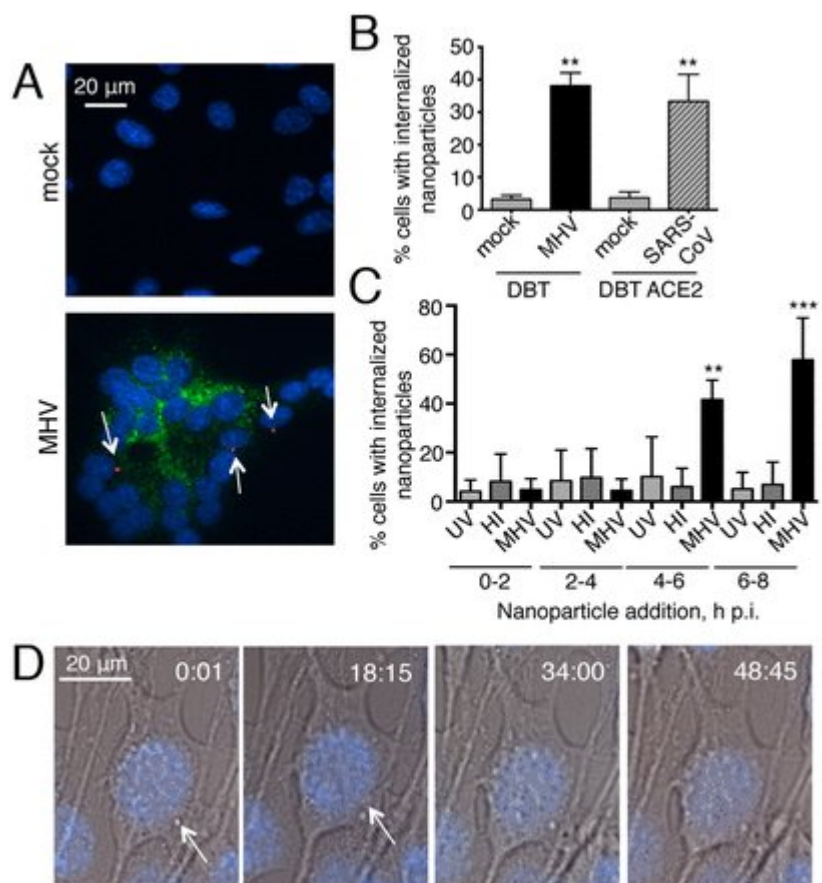 A
20 µm
mock
MHV
B
% cells with internalized
nanoparticles
50
40
30
20
10
0
**
**
mock
MHV
mock
SARS-
CoV
DBT
DBT ACE2
C
% cells with internalized
nanoparticles
80
60
40
20
0
**
***
UV
HI
MHV
UV
HI
MHV
UV
HI
MHV
UV
HI
MHV
0-2
2-4
4-6
6-8
Nanoparticle addition, h p.i.
D
20 µm
0:01
18:15
34:00
48:45